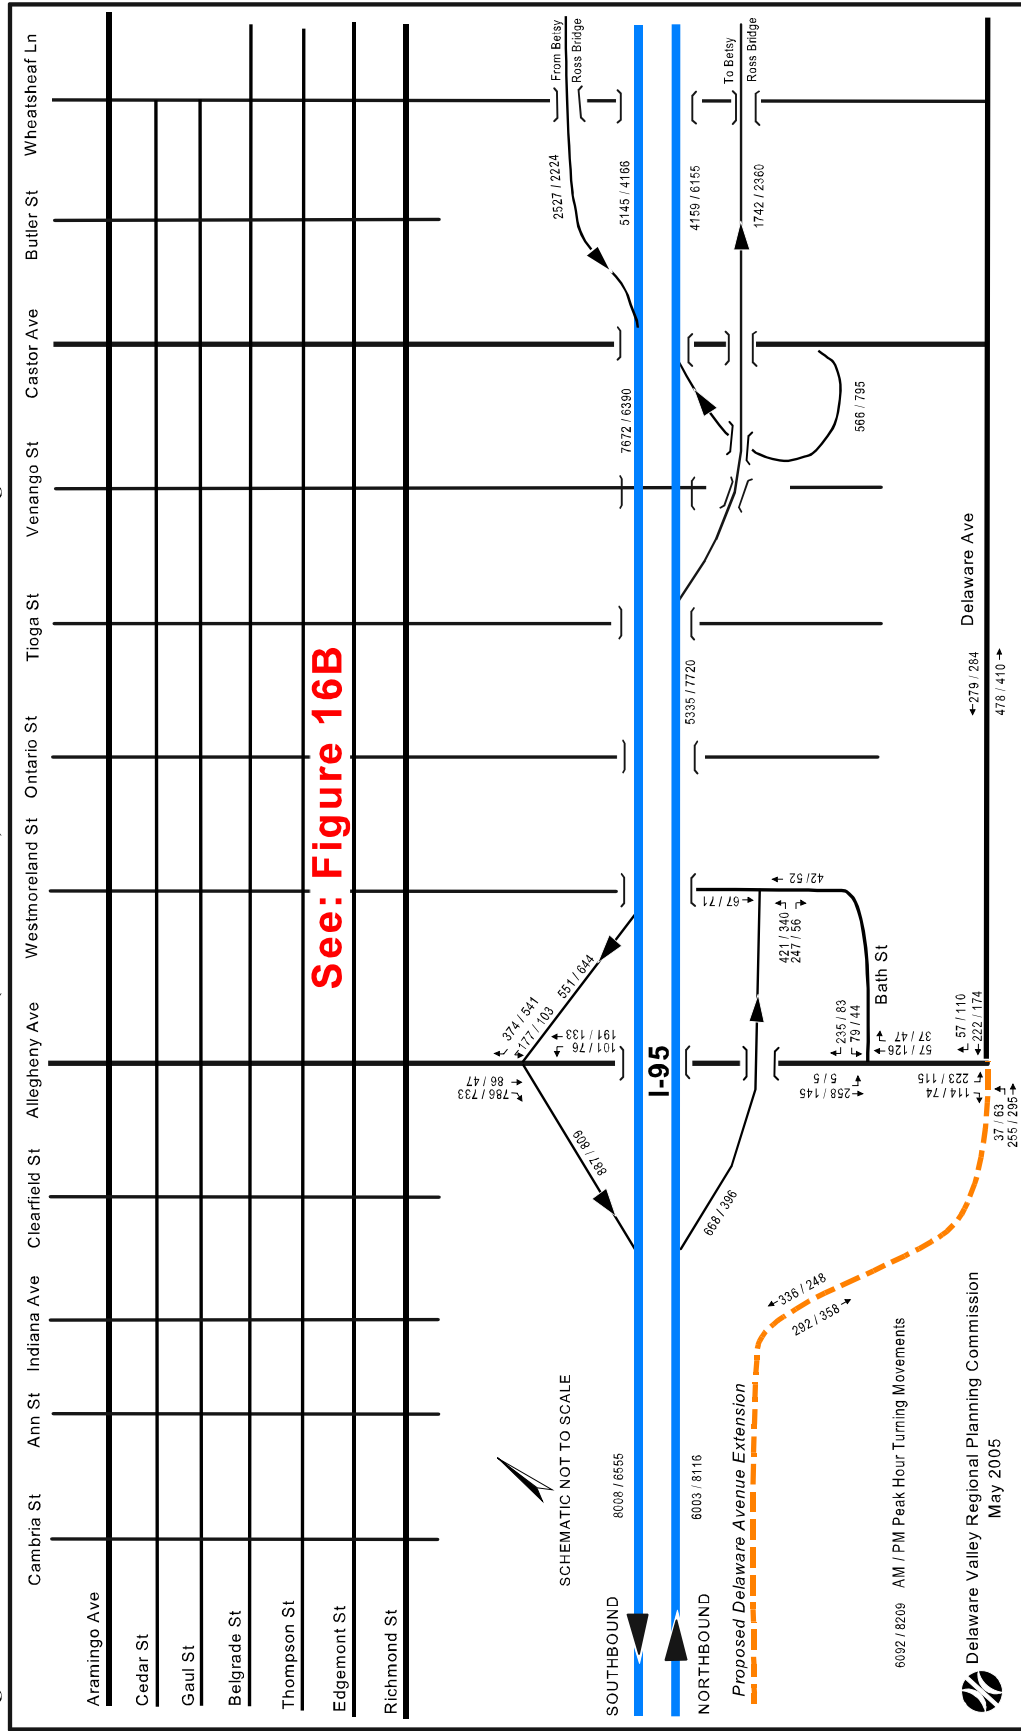 Cambria St
Ann St
Indiana Ave
Clearfield St
Allegheny Ave
Westmoreland St
Ontario St
Tioga St
Venango St
Castor Ave
Butler St
Wheatsheaf Ln
Aramingo Ave
Cedar St
Gaul St
Belgrade St
Thompson St
Edgemont St
Richmond St
See: Figure 16B
SCHEMATIC NOT TO SCALE
786 / 733
86 / 47
374 / 541
177 / 103
551 / 644
101 / 76
191 / 133
887 / 809
From Betsy
Ross Bridge
2527 / 2224
SOUTHBOUND
8008 / 6555
7672 / 6390
5145 / 4166
I-95
NORTHBOUND
6003 / 8116
5335 / 7720
4159 / 6155
To Betsy
Ross Bridge
1742 / 2360
668 / 396
67 / 71
421 / 340
247 / 56
42 / 52
566 / 795
Proposed Delaware Avenue Extension
336 / 248
292 / 358
258 / 145
5 / 5
235 / 83
79 / 44
57 / 126
37 / 47
Bath St
114 / 74
223 / 115
57 / 110
222 / 174
37 / 63
255 / 295
Delaware Ave
279 / 284
478 / 410
6092 / 8209 AM / PM Peak Hour Turning Movements
Delaware Valley Regional Planning Commission
May 2005